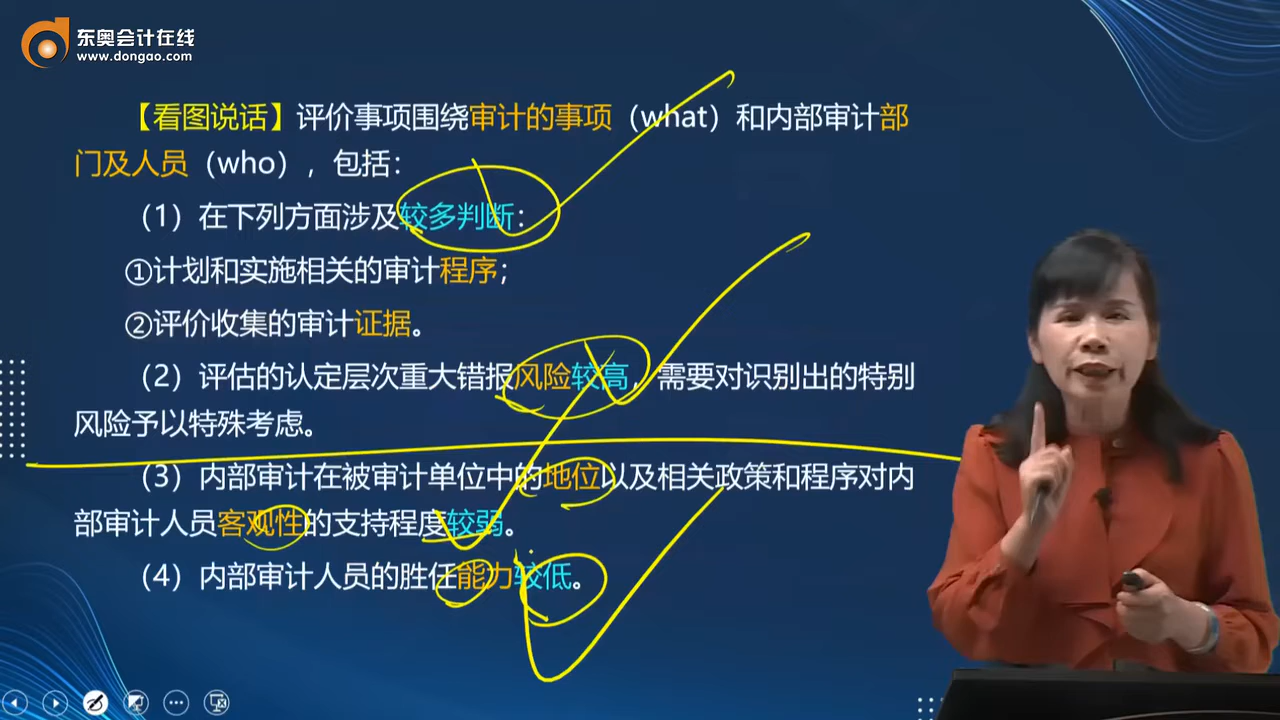 东奥会计在线
www.dongao.com
【看图说话】评价事项围绕审计的事项（what）和内部审计部
门及人员（who），包括：
（1）在下列方面涉及较多判断：
①计划和实施相关的审计程序；
②评价收集的审计证据。
（2）评估的认定层次重大错报风险较高，需要对识别出的特别
风险予以特殊考虑。
（3）内部审计在被审计单位中的地位以及相关政策和程序对内
部审计人员客观性的支持程度较弱。
（4）内部审计人员的胜任能力较低。